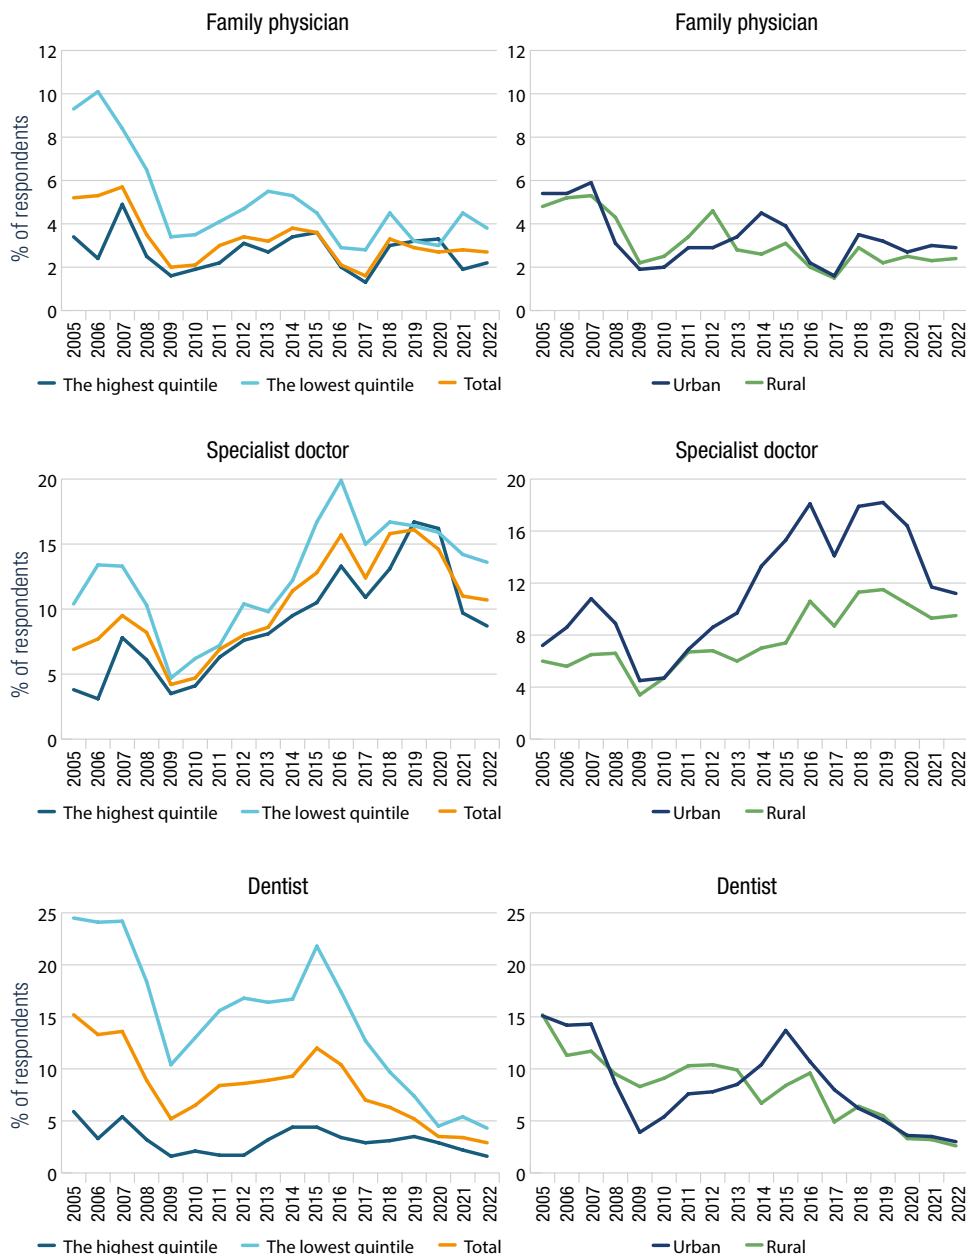 Family physician
Family physician
% of respondents
12
10
8
6
4
2
0
2005 2006 2007 2008 2009 2010 2011 2012 2013 2014 2015 2016 2017 2018 2019 2020 2021 2022
The highest quintile The lowest quintile Total
12
10
8
6
4
2
0
2005 2006 2007 2008 2009 2010 2011 2012 2013 2014 2015 2016 2017 2018 2019 2020 2021 2022
Urban Rural
Specialist doctor
Specialist doctor
% of respondents
20
15
10
5
0
2005 2006 2007 2008 2009 2010 2011 2012 2013 2014 2015 2016 2017 2018 2019 2020 2021 2022
The highest quintile The lowest quintile Total
20
16
12
8
4
0
2005 2006 2007 2008 2009 2010 2011 2012 2013 2014 2015 2016 2017 2018 2019 2020 2021 2022
Urban Rural
Dentist
Dentist
% of respondents
25
20
15
10
5
0
2005 2006 2007 2008 2009 2010 2011 2012 2013 2014 2015 2016 2017 2018 2019 2020 2021 2022
The highest quintile The lowest quintile Total
25
20
15
10
5
0
2005 2006 2007 2008 2009 2010 2011 2012 2013 2014 2015 2016 2017 2018 2019 2020 2021 2022
Urban Rural